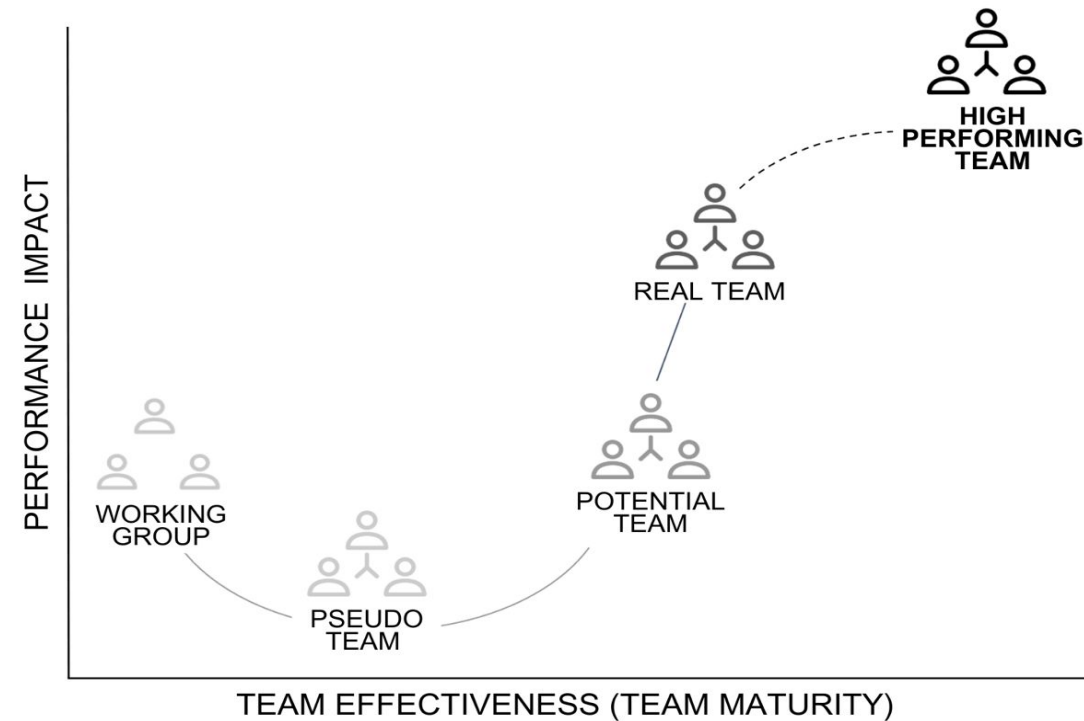 HIGH
PERFORMING
TEAM
REAL TEAM
POTENTIAL
TEAM
WORKING
GROUP
PSEUDO
TEAM
PERFORMANCE IMPACT
TEAM EFFECTIVENESS (TEAM MATURITY)